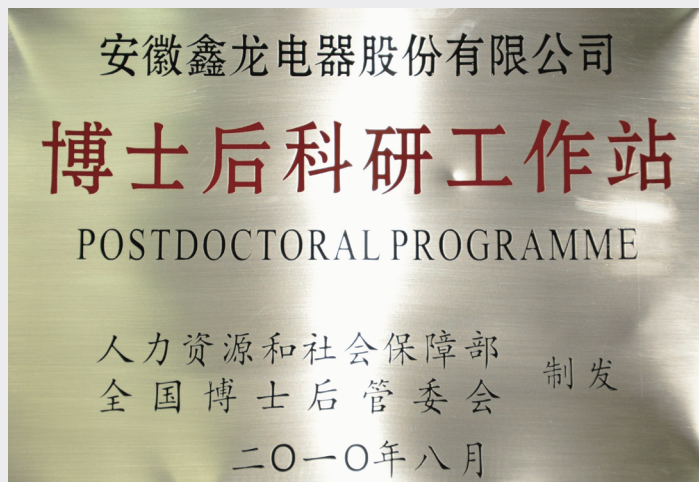 安徽鑫龙电器股份有限公司
博士后科研工作站
POSTDOCTORAL PROGRAMME
人力资源和社会保障部
全国博士后管委会
制发
二〇一〇年八月